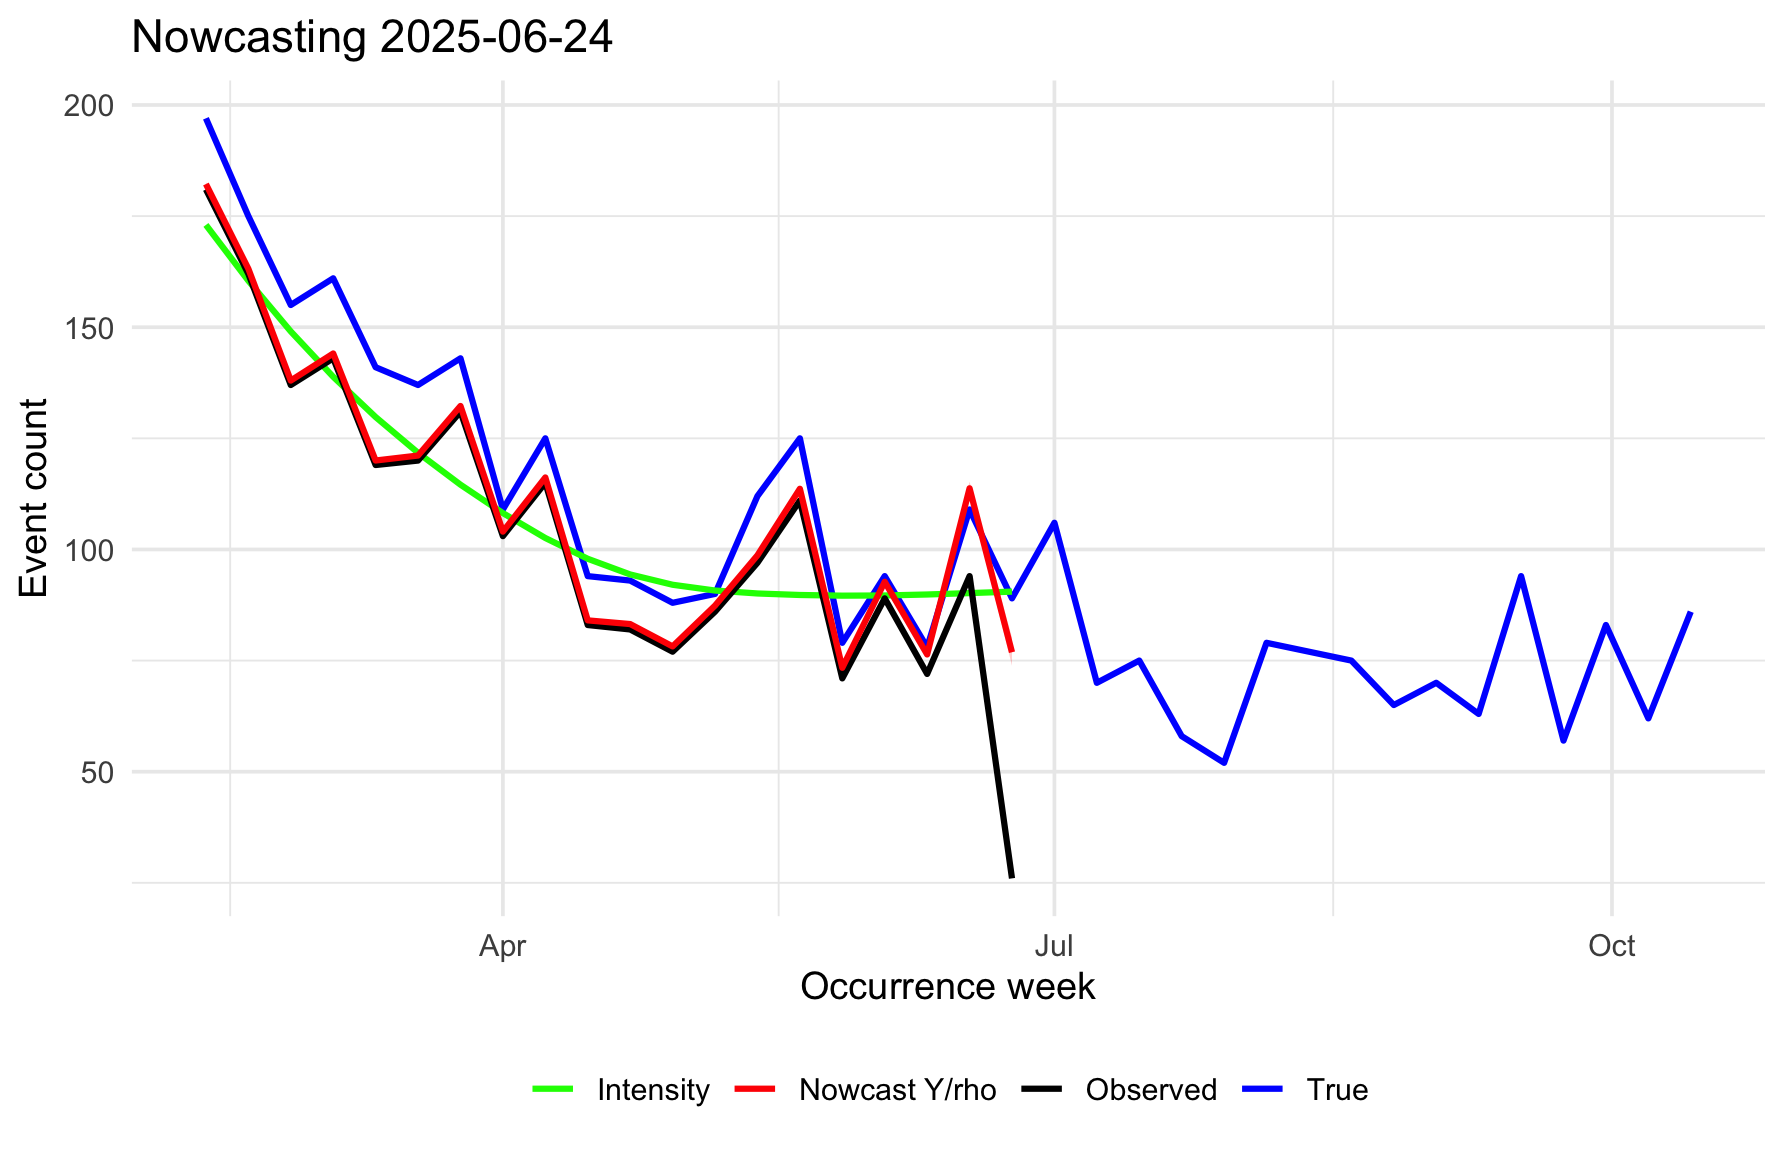 Nowcasting 2025-06-24
200
150
100
50
Event count
Apr
Jul
Oct
Occurrence week
Intensity
Nowcast Y/rho
Observed
True